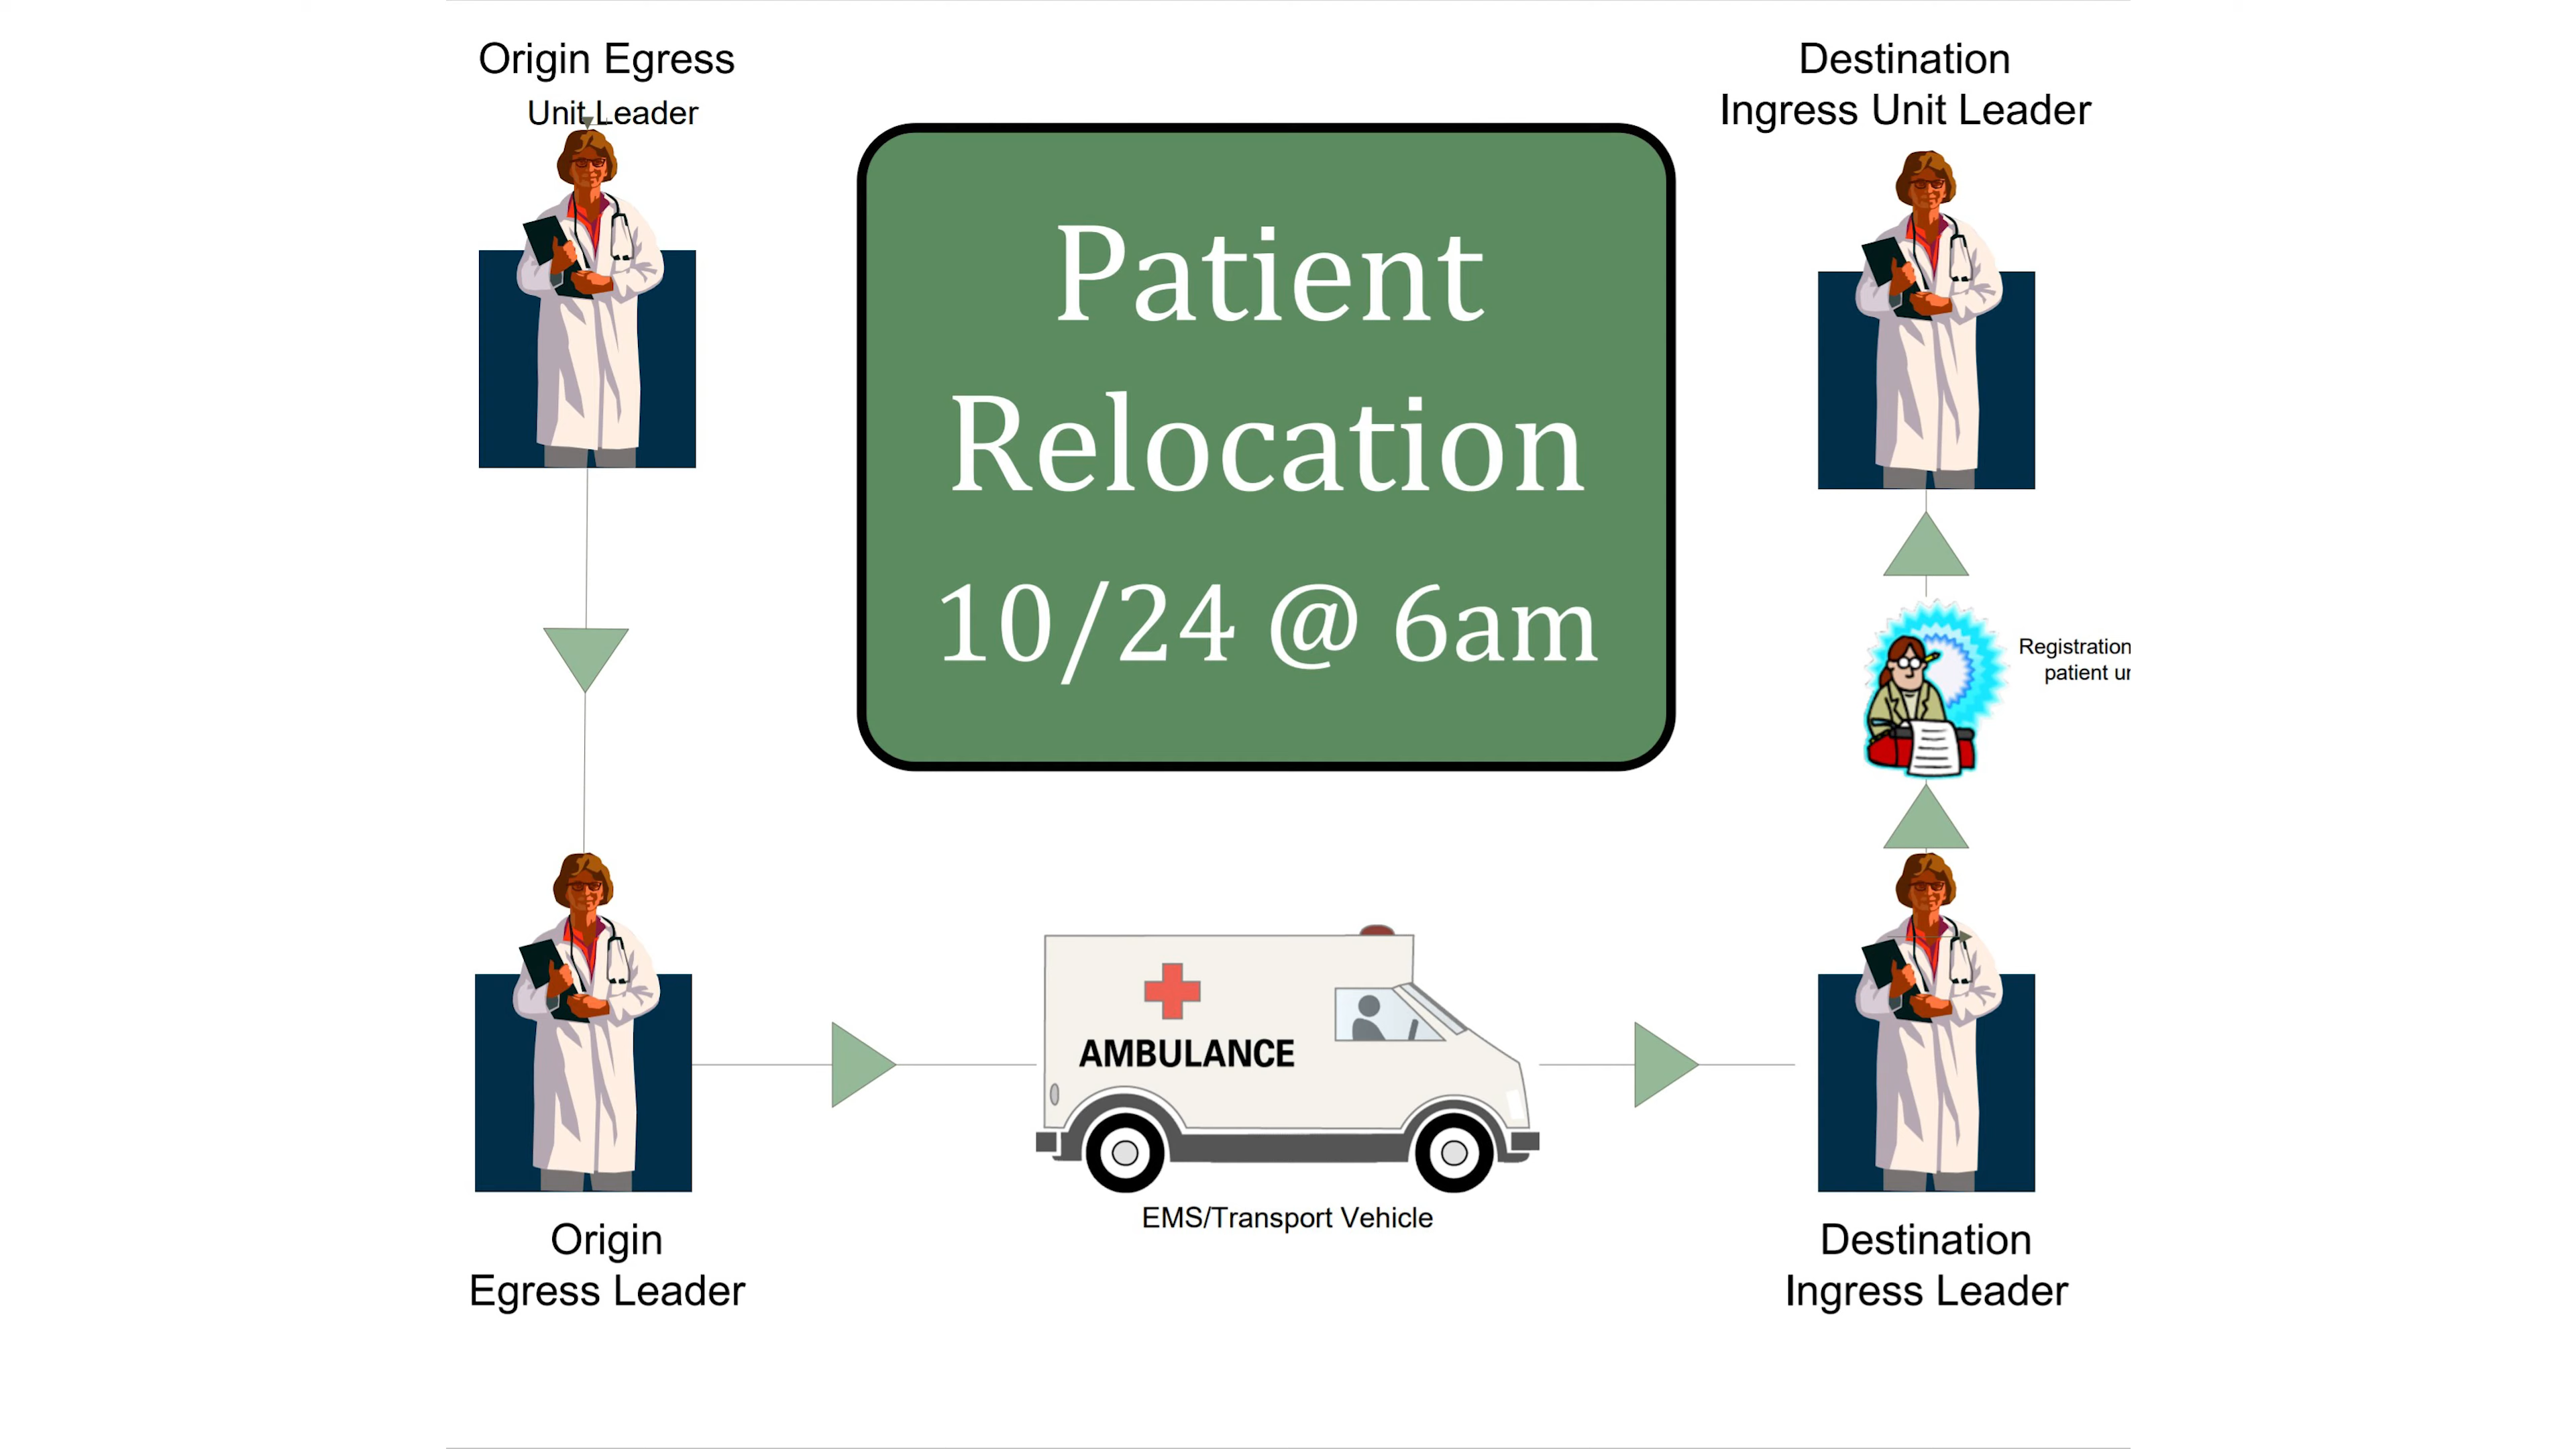 Origin Egress
Unit Leader
Destination
Ingress Unit Leader
Patient
Relocation
10/24 @ 6am
Registration
patient
AMBULANCE
EMS/Transport Vehicle
Origin
Egress Leader
Destination
Ingress Leader